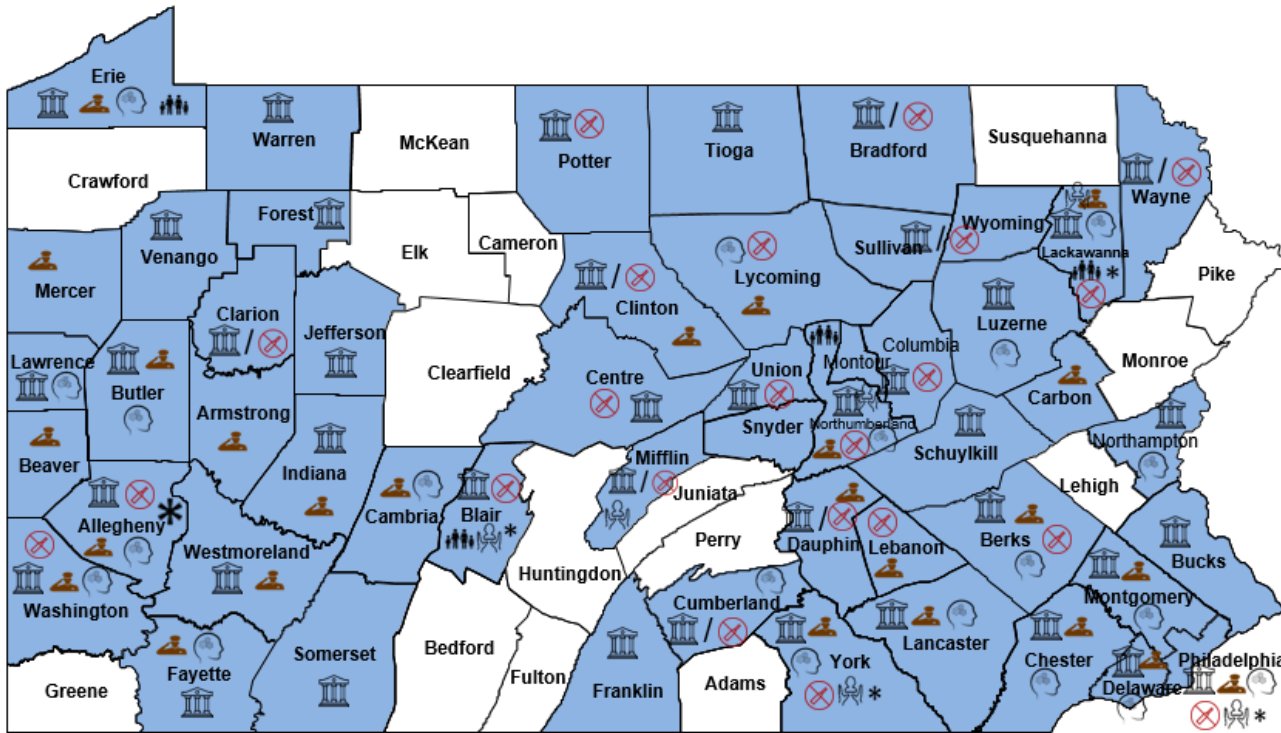 Erie
Warren
McKean
Potter
Tioga
/
Bradford
Susquehanna
/
Wayne
Crawford
Forest
Venango
Elk
Cameron
Mercer
/
Clinton
Lycoming
Sullivan
/
Wyoming
Lackawanna
*
Pike
Clarion
/
Jefferson
Luzerne
Lawrence
Butler
Clearfield
Centre
Union
Montour
Columbia
Monroe
Armstrong
Carbon
Snyder
Northumberland
Northampton
Beaver
Indiana
Mifflin
/
Schuylkill
Lehigh
Allegheny
*
Cambria
Blair
*
Juniata
Perry
/
Dauphin
Lebanon
Berks
Bucks
Westmoreland
Huntingdon
Washington
Cumberland
/
Montgomery
Lancaster
Fayette
Somerset
Bedford
Fulton
Franklin
Adams
York
*
Chester
Delaware
Philadelphia
*
Greene